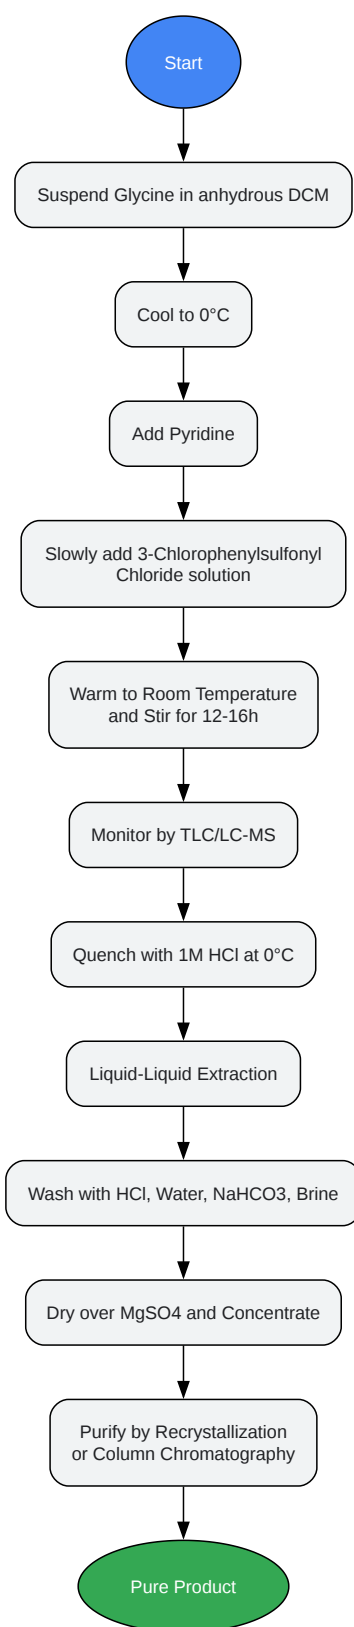 Start
Suspend Glycine in anhydrous DCM
Cool to 0°C
Add Pyridine
Slowly add 3-Chlorophenylsulfonyl
Chloride solution
Warm to Room Temperature
and Stir for 12-16h
Monitor by TLC/LC-MS
Quench with 1M HCl at 0°C
Liquid-Liquid Extraction
Wash with HCl, Water, NaHCO3, Brine
Dry over MgSO4 and Concentrate
Purify by Recrystallization
or Column Chromatography
Pure Product